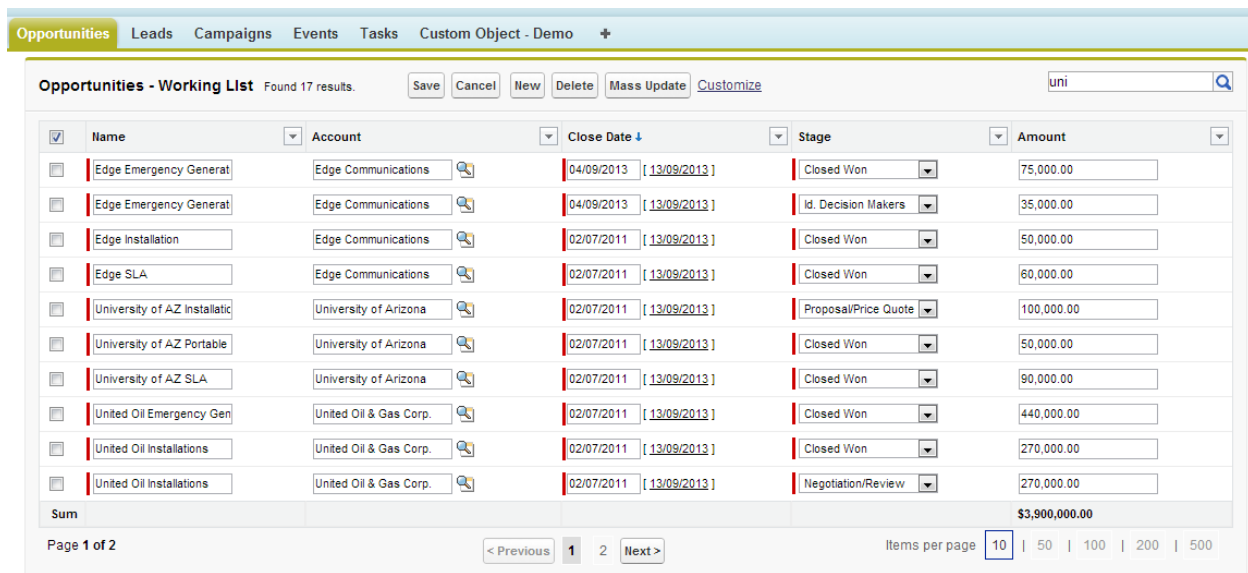 Opportunities Leads Campaigns Events Tasks Custom Object - Demo +
Opportunities - Working LIst Found 17 results. Save Cancel New Delete Mass Update Customize uni
Name Account Close Date Stage Amount
Edge Emergency Generat Edge Communications 04/09/2013 [ 13/09/2013 ] Closed Won 75,000.00
Edge Emergency Generat Edge Communications 04/09/2013 [ 13/09/2013 ] Id. Decision Makers 35,000.00
Edge Installation Edge Communications 02/07/2011 [ 13/09/2013 ] Closed Won 50,000.00
Edge SLA Edge Communications 02/07/2011 [ 13/09/2013 ] Closed Won 60,000.00
University of AZ Installatic University of Arizona 02/07/2011 [ 13/09/2013 ] Proposal/Price Quote 100,000.00
University of AZ Portable University of Arizona 02/07/2011 [ 13/09/2013 ] Closed Won 50,000.00
University of AZ SLA University of Arizona 02/07/2011 [ 13/09/2013 ] Closed Won 90,000.00
United Oil Emergency Gen United Oil & Gas Corp. 02/07/2011 [ 13/09/2013 ] Closed Won 440,000.00
United Oil Installations United Oil & Gas Corp. 02/07/2011 [ 13/09/2013 ] Closed Won 270,000.00
United Oil Installations United Oil & Gas Corp. 02/07/2011 [ 13/09/2013 ] Negotiation/Review 270,000.00
Sum $3,900,000.00
Page 1 of 2 < Previous 1 2 Next > Items per page 10 | 50 | 100 | 200 | 500